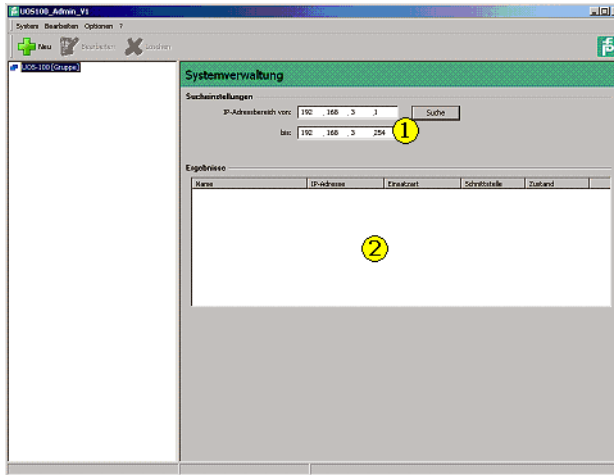 UOS100_Admin_V1
System Bearbeiten Optionen ?
Neu Bearbeiten Löschen
UOS-100 [Gruppe]
Systemverwaltung
Sucheinstellungen
IP-Adressbereich von: 192 .168 .3 .1 Suche
bis: 192 .168 .3 .254
1
Ergebnisse
Name IP-Adresse Einsatzort Schnittstelle Zustand
2